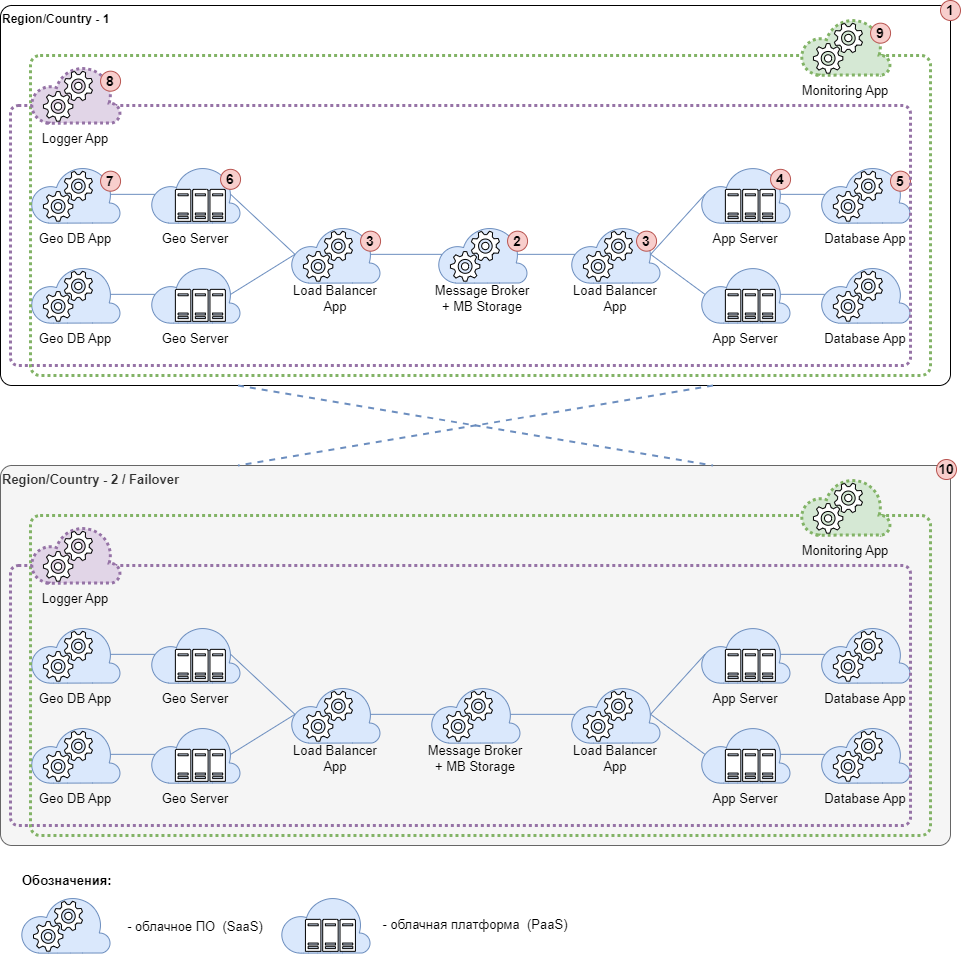 1
Region/Country - 1
9
Monitoring App
8
Logger App
7
6
4
5
Geo DB App
Geo Server
App Server
Database App
3
2
3
Load Balancer
App
Message Broker
+ MB Storage
Load Balancer
App
Geo DB App
Geo Server
App Server
Database App
10
Region/Country - 2 / Failover
Monitoring App
Logger App
Geo DB App
Geo Server
App Server
Database App
Load Balancer
App
Message Broker
+ MB Storage
Load Balancer
App
Geo DB App
Geo Server
App Server
Database App
Обозначения:
- облачное ПО (SaaS)
- облачная платформа (PaaS)